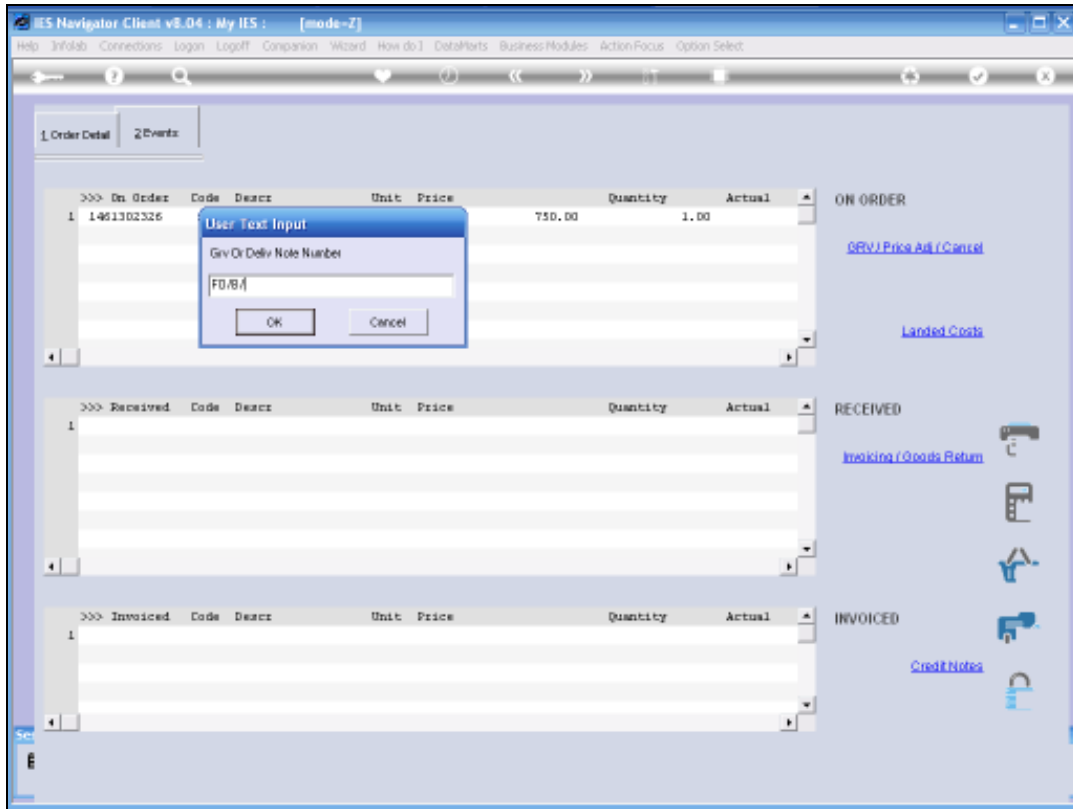 IES Navigator Client v8.04 : My IES : [mode=Z]
Help Infolab Connections Logon Logoff Companion Wizard How do I DataMarts Business Modules Action Focus Option Select
1 Order Detail 2 Events
>>> On Order Code Descr Unit Price Quantity Actual
ON ORDER
1 1461302326 750.00 1.00
User Text Input
GRV / Price Adj / Cancel
Grv Or Deliv Note Number
FD/8/
OK Cancel
Landed Costs
>>> Received Code Descr Unit Price Quantity Actual
RECEIVED
1
Invoicing / Goods Return
>>> Invoiced Code Descr Unit Price Quantity Actual
INVOICED
1
Credit Notes